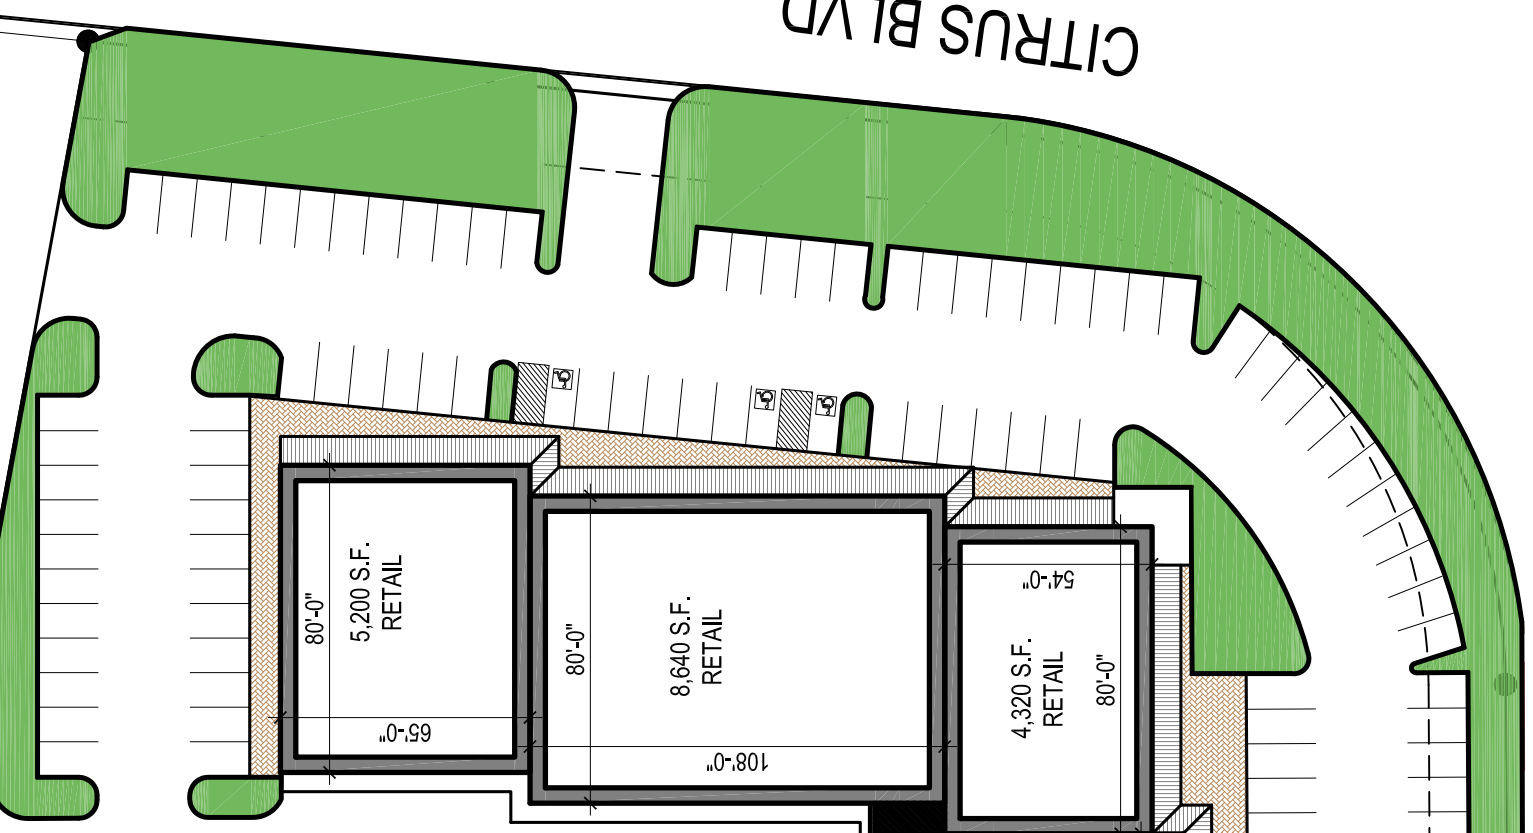 CITRUS BLVD
5,200 S.F.
RETAIL
80'-0"
65'-0"
8,640 S.F.
RETAIL
80'-0"
108'-0"
4,320 S.F.
RETAIL
80'-0"
54'-0"